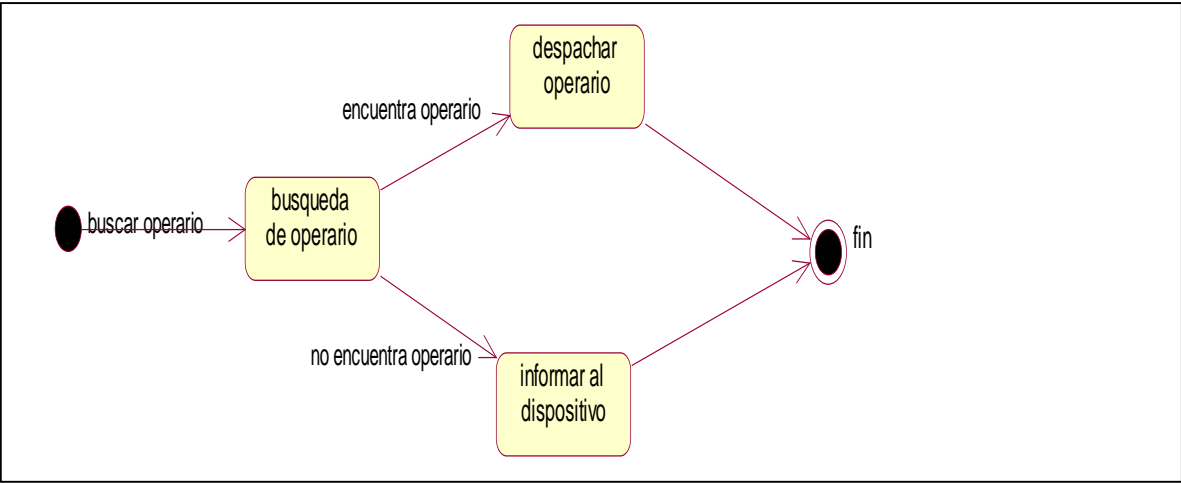 despachar
operario
encuentra operario
buscar operario
busqueda
de operario
fin
no encuentra operario
informar al
dispositivo